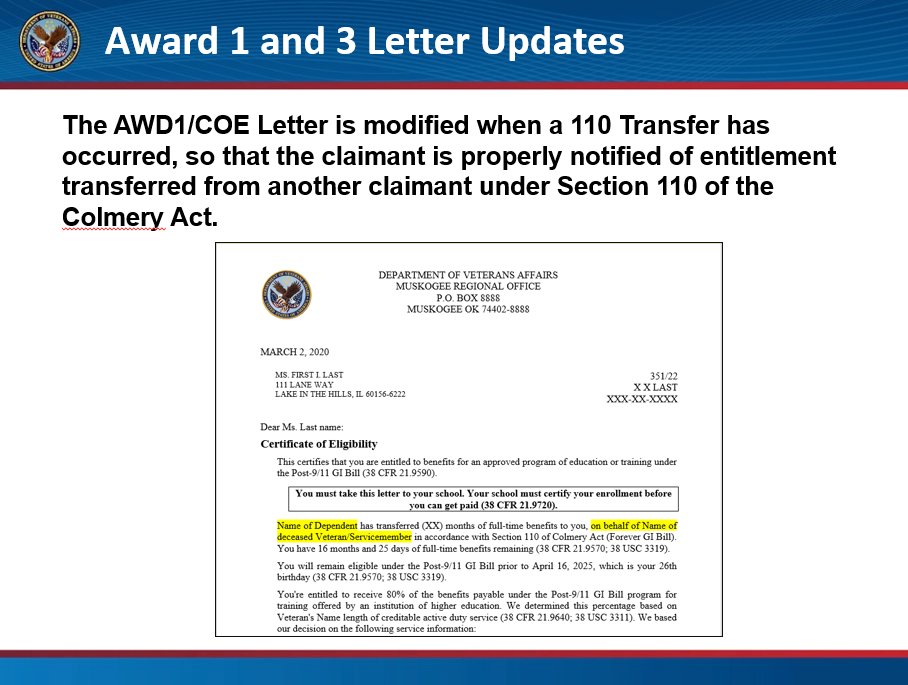 Award 1 and 3 Letter Updates
The AWD1/COE Letter is modified when a 110 Transfer has
occurred, so that the claimant is properly notified of entitlement
transferred from another claimant under Section 110 of the
Colmery Act.
DEPARTMENT OF VETERANS AFFAIRS
MUSKOGEE REGIONAL OFFICE
P.O. BOX 8888
MUSKOGEE OK 74402-8888
MARCH 2, 2020
MS. FIRST I. LAST
111 LANE WAY
LAKE IN THE HILLS, IL 60156-6222
351/22
X X LAST
XXX-XX-XXXX
Dear Ms. Last name:
Certificate of Eligibility
This certifies that you are entitled to benefits for an approved program of education or training under
the Post-9/11 GI Bill (38 CFR 21.9590).
You must take this letter to your school. Your school must certify your enrollment before
you can get paid (38 CFR 21.9720).
Name of Dependent has transferred (XX) months of full-time benefits to you, on behalf of Name of
deceased Veteran/Servicemember in accordance with Section 110 of Colmery Act (Forever GI Bill).
You have 16 months and 25 days of full-time benefits remaining (38 CFR 21.9570; 38 USC 3319).
You will remain eligible under the Post-9/11 GI Bill prior to April 16, 2025, which is your 26th
birthday (38 CFR 21.9570; 38 USC 3319).
You're entitled to receive 80% of the benefits payable under the Post-9/11 GI Bill program for
training offered by an institution of higher education. We determined this percentage based on
Veteran's Name length of creditable active duty service (38 CFR 21.9640; 38 USC 3311). We based
our decision on the following service information: